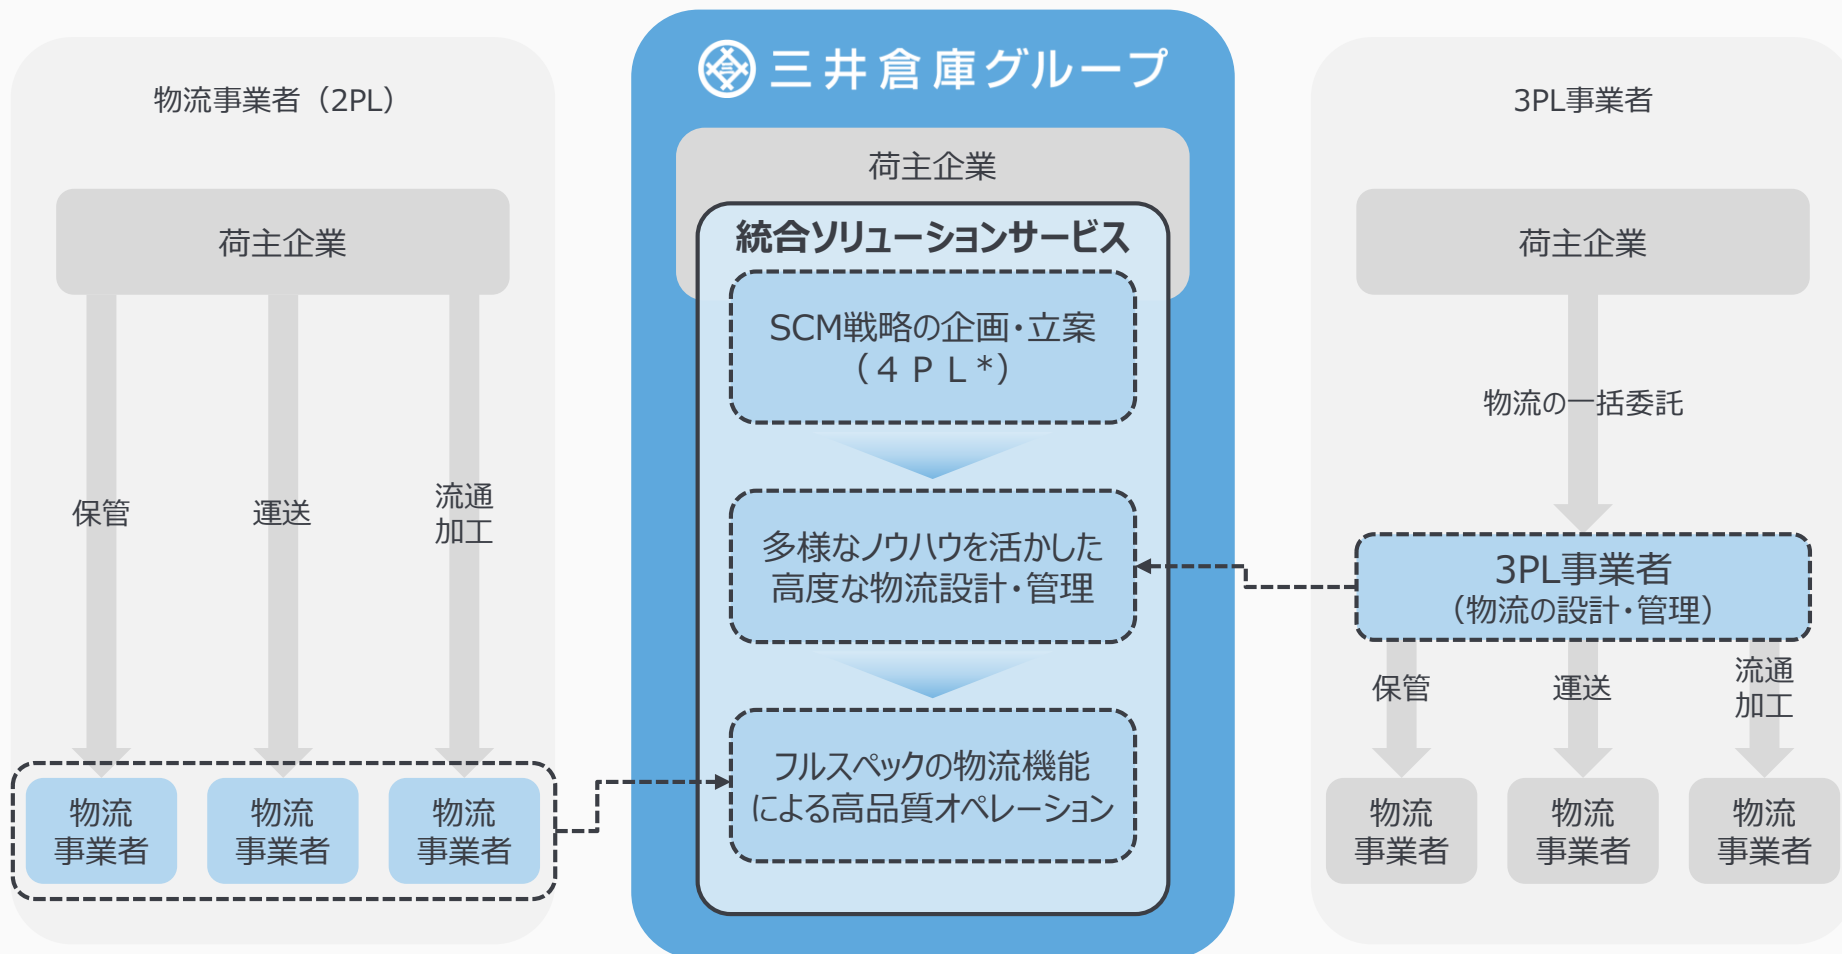 物流事業者（2PL）
荷主企業
保管
運送
流通
加工
物流
事業者
物流
事業者
物流
事業者
三井倉庫グループ
荷主企業
統合ソリューションサービス
SCM戦略の企画・立案
（４ＰＬ*）
多様なノウハウを活かした
高度な物流設計・管理
フルスペックの物流機能
による高品質オペレーション
3PL事業者
荷主企業
物流の一括委託
3PL事業者
（物流の設計・管理）
保管
運送
流通
加工
物流
事業者
物流
事業者
物流
事業者